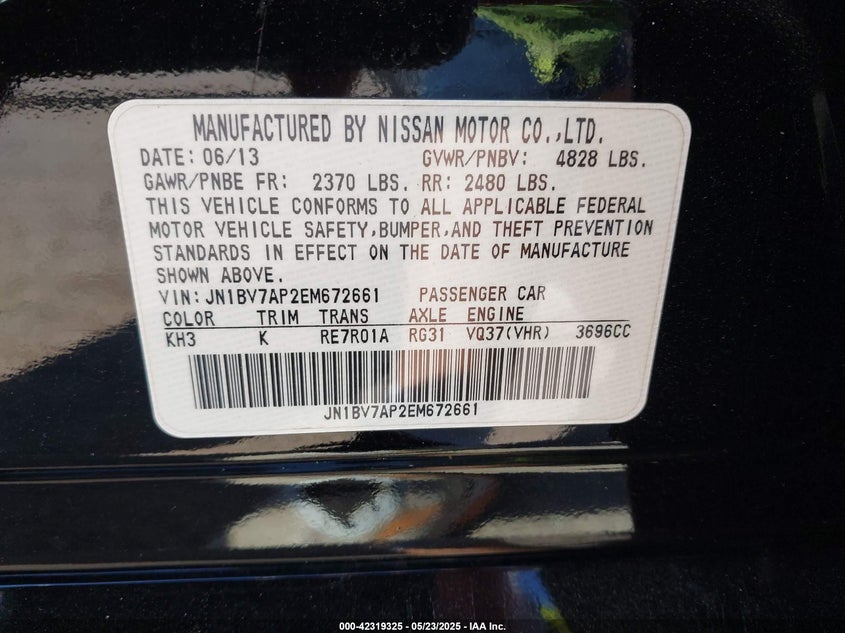 MANUFACTURED BY NISSAN MOTOR CO.,LTD.
DATE: 06/13 GVWR/PNBV: 4828 LBS.
GAWR/PNBE FR: 2370 LBS. RR: 2480 LBS.
THIS VEHICLE CONFORMS TO ALL APPLICABLE FEDERAL
MOTOR VEHICLE SAFETY,BUMPER,AND THEFT PREVENTION
STANDARDS IN EFFECT ON THE DATE OF MANUFACTURE
SHOWN ABOVE.
VIN: JN1BV7AP2EM672661 PASSENGER CAR
COLOR TRIM TRANS AXLE ENGINE
KH3 K RE7R01A RG31 VQ37(VHR) 3696CC
JN1BV7AP2EM672661
000-42319325 - 05/23/2025 - IAA Inc.